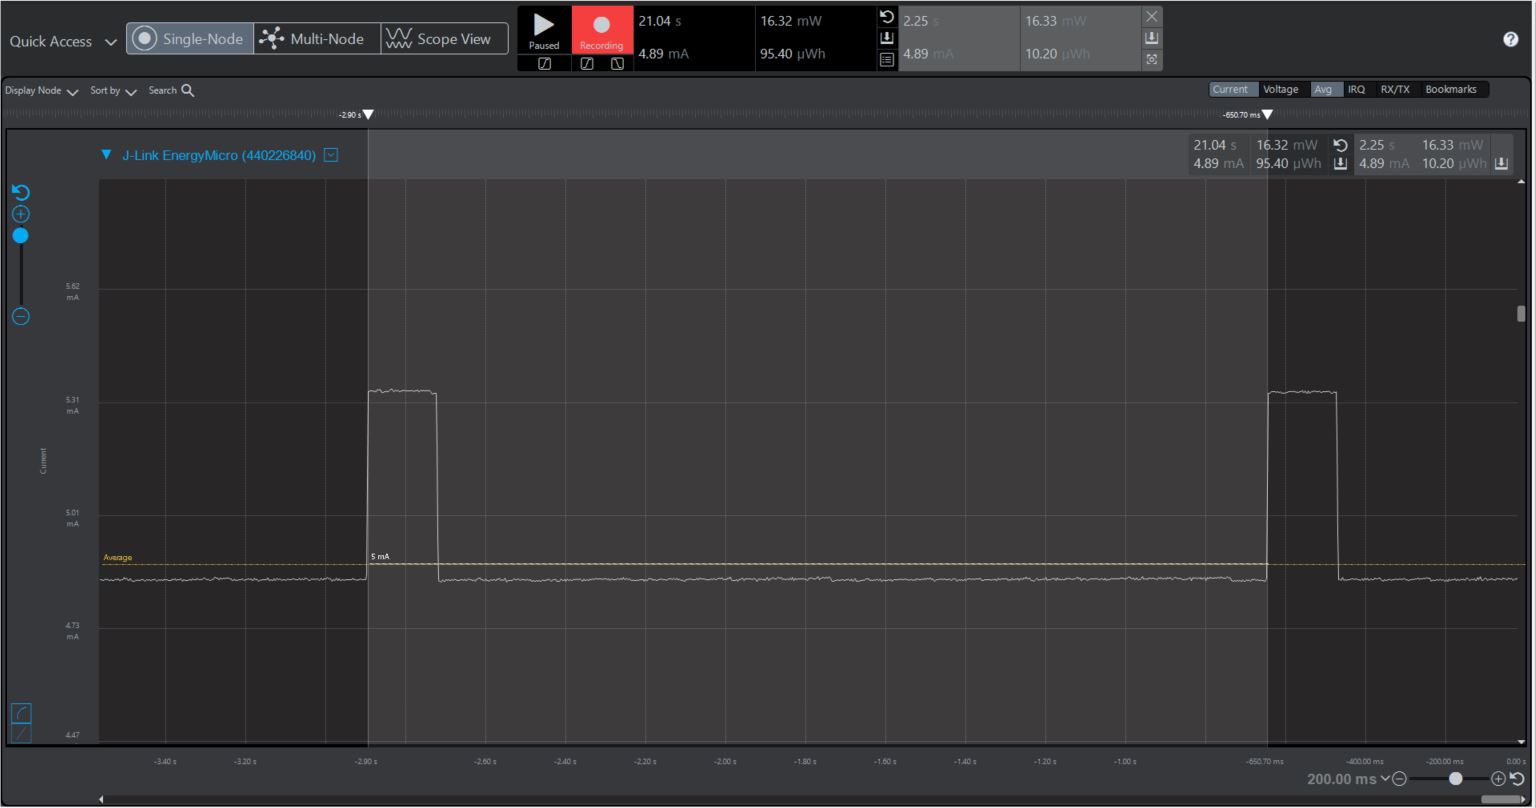 Quick Access
Single-Node
Multi-Node
Scope View
Paused
Recording
21.04 s
4.89 mA
16.32 mW
95.40 µWh
2.25 s
4.89 mA
16.33 mW
10.20 µWh
?
Display Node
Sort by
Search
Current
Voltage
Avg
IRQ
RX/TX
Bookmarks
-2.90 s
-650.70 ms
J-Link EnergyMicro (440226840)
21.04 s 16.32 mW
4.89 mA 95.40 µWh
2.25 s 16.33 mW
4.89 mA 10.20 µWh
5.62
mA
5.31
mA
Current
5.01
mA
Average
5 mA
4.73
mA
4.47
-3.40 s
-3.20 s
-2.90 s
-2.60 s
-2.40 s
-2.20 s
-2.00 s
-1.80 s
-1.60 s
-1.40 s
-1.20 s
-1.00 s
-650.70 ms
-400.00 ms
-200.00 ms
0.00 s
200.00 ms